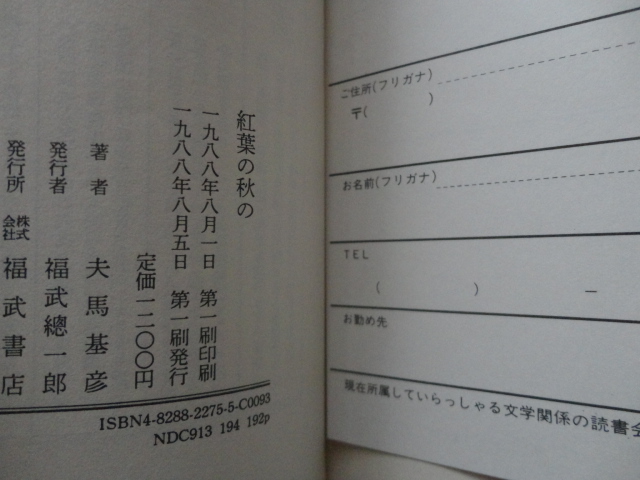 紅葉の秋の
一九八八年八月一日 第一刷印刷
一九八八年八月五日 第一刷発行
定価一二〇〇円
著者 夫馬基彦
発行者 福武總一郎
発行所 株式会社 福武書店
ISBN4-8288-2275-5-C0093
NDC913 194 192p
ご住所(フリガナ)
〒( )
お名前(フリガナ)
TEL
( ) −
お勤め先
現在所属していらっしゃる文学関係の読書会